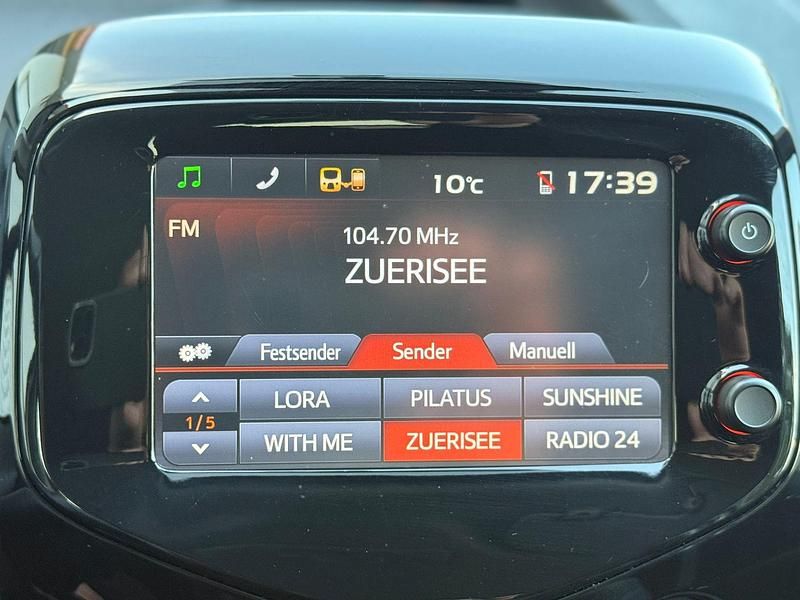 10°C 17:39
FM
104.70 MHz
ZUERISEE
Festsender Sender Manuell
LORA PILATUS SUNSHINE
1/5
WITH ME ZUERISEE RADIO 24